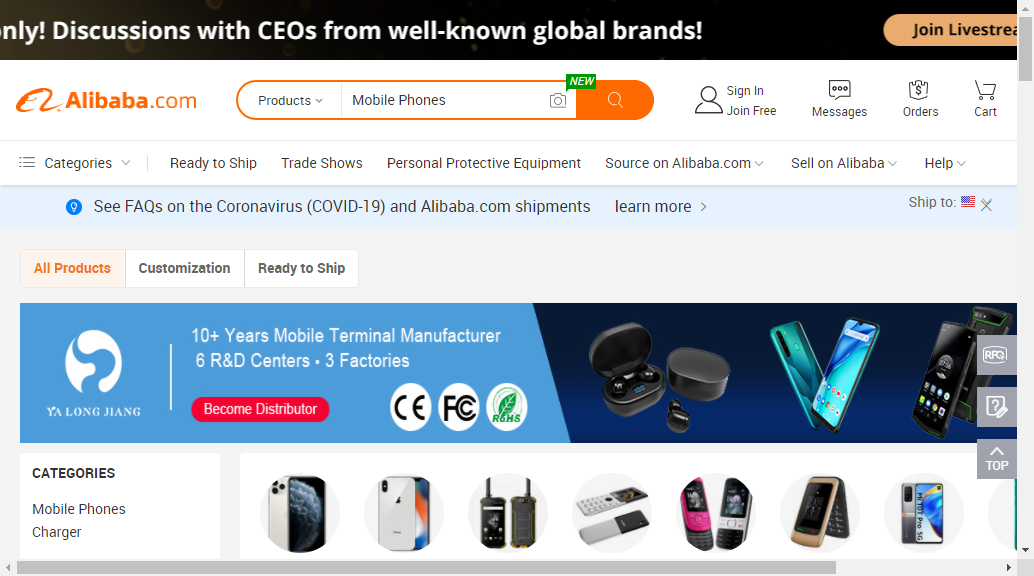 only! Discussions with CEOs from well-known global brands!
Join Livestrea
Alibaba.com
Products
Mobile Phones
NEW
Sign In
Join Free
Messages
Orders
Cart
Categories
Ready to Ship
Trade Shows
Personal Protective Equipment
Source on Alibaba.com
Sell on Alibaba
Help
See FAQs on the Coronavirus (COVID-19) and Alibaba.com shipments
learn more
Ship to:
All Products
Customization
Ready to Ship
YA LONG JIANG
10+ Years Mobile Terminal Manufacturer
6 R&D Centers • 3 Factories
Become Distributor
CE
FC
RoHS
RFQ
TOP
CATEGORIES
Mobile Phones
Charger